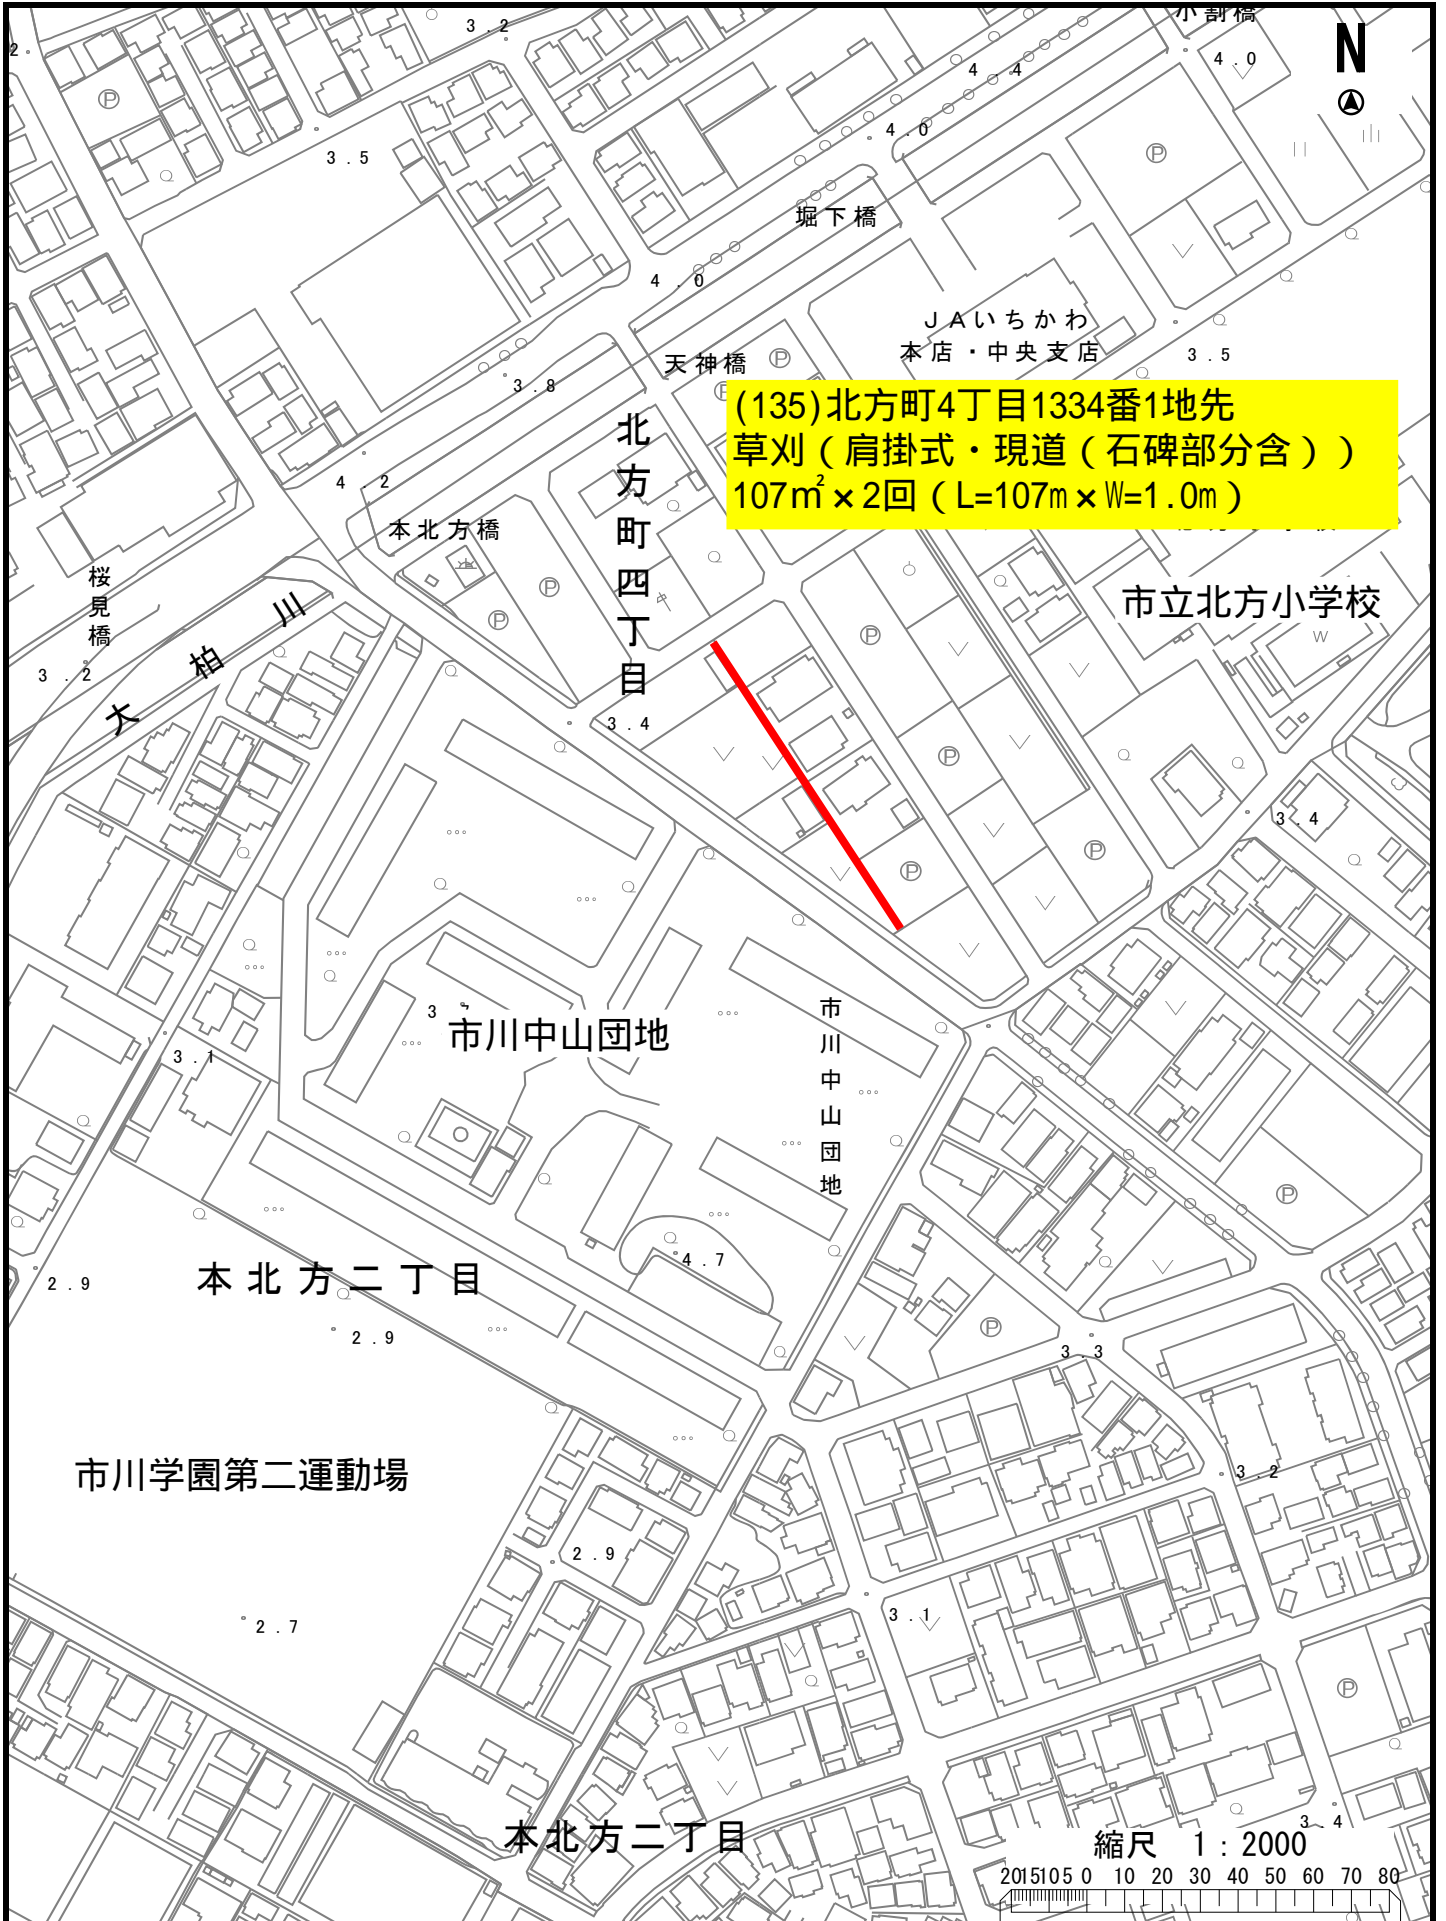 小割橋
N
3.2
4.0
4.4
4.0
3.5
堀下橋
4.0
JAいちかわ
本店・中央支店
3.5
天神橋
3.8
(135)北方町4丁目1334番1地先
草刈（肩掛式・現道（石碑部分含））
107㎡×2回（L=107m×W=1.0m）
北方町四丁目
4.2
本北方橋
桜見橋
市立北方小学校
大柏川
3.2
3.4
3.4
市川中山団地
市川中山団地
3.1
4.7
2.9
本北方二丁目
2.9
3.3
市川学園第二運動場
3.2
2.9
3.1
2.7
本北方二丁目
3.4
縮尺 1:2000
20 15 10 5 0 10 20 30 40 50 60 70 80